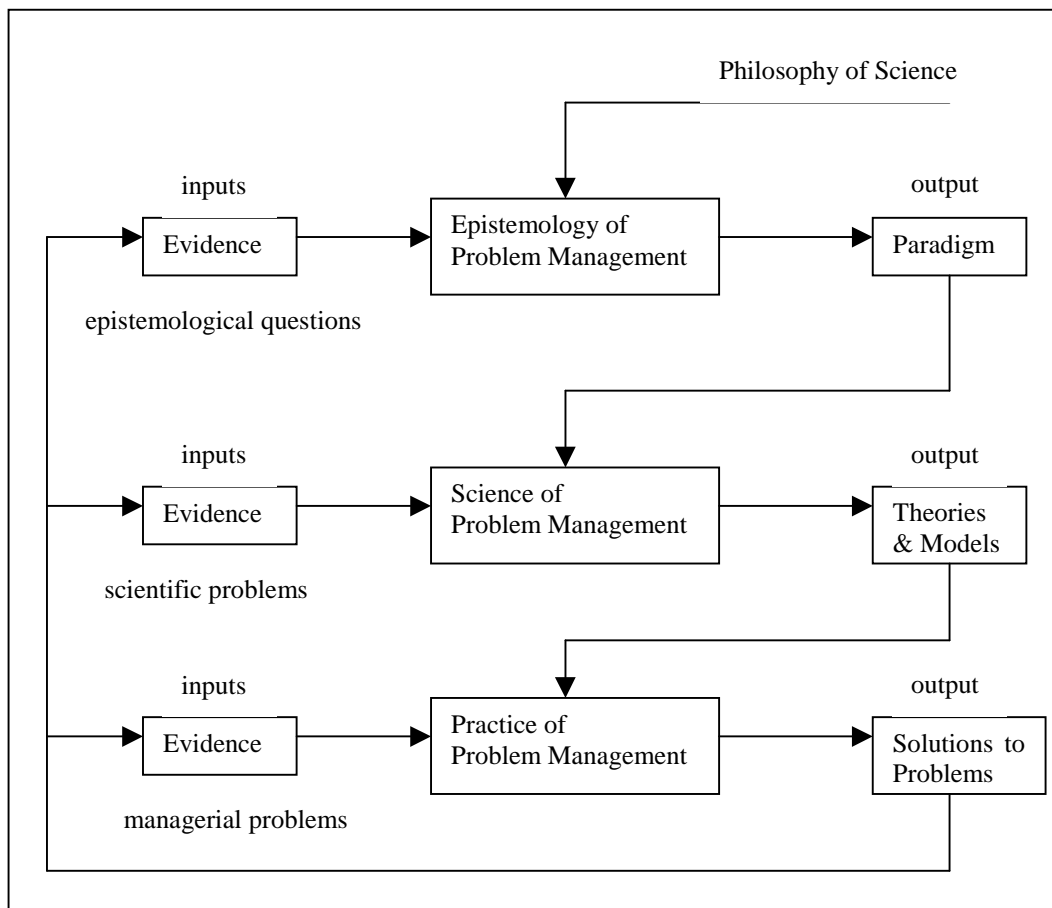 Philosophy of Science
inputs
output
Evidence
Epistemology of
Problem Management
Paradigm
epistemological questions
inputs
output
Evidence
Science of
Problem Management
Theories
& Models
scientific problems
inputs
output
Evidence
Practice of
Problem Management
Solutions to
Problems
managerial problems